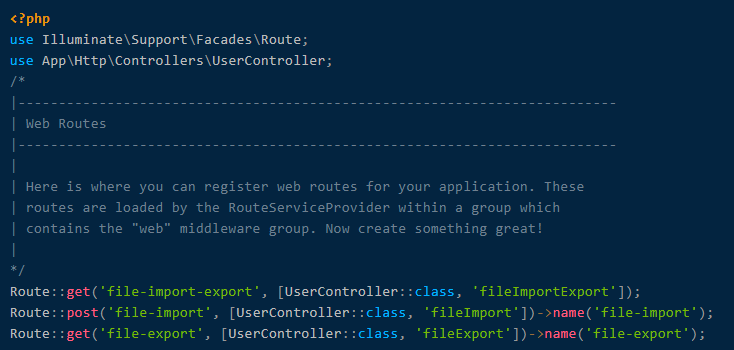 <?php
use Illuminate\Support\Facades\Route;
use App\Http\Controllers\UserController;
/*
|--------------------------------------------------------------------------
| Web Routes
|--------------------------------------------------------------------------
|
| Here is where you can register web routes for your application. These
| routes are loaded by the RouteServiceProvider within a group which
| contains the "web" middleware group. Now create something great!
|
*/
Route::get('file-import-export', [UserController::class, 'fileImportExport']);
Route::post('file-import', [UserController::class, 'fileImport'])->name('file-import');
Route::get('file-export', [UserController::class, 'fileExport'])->name('file-export');